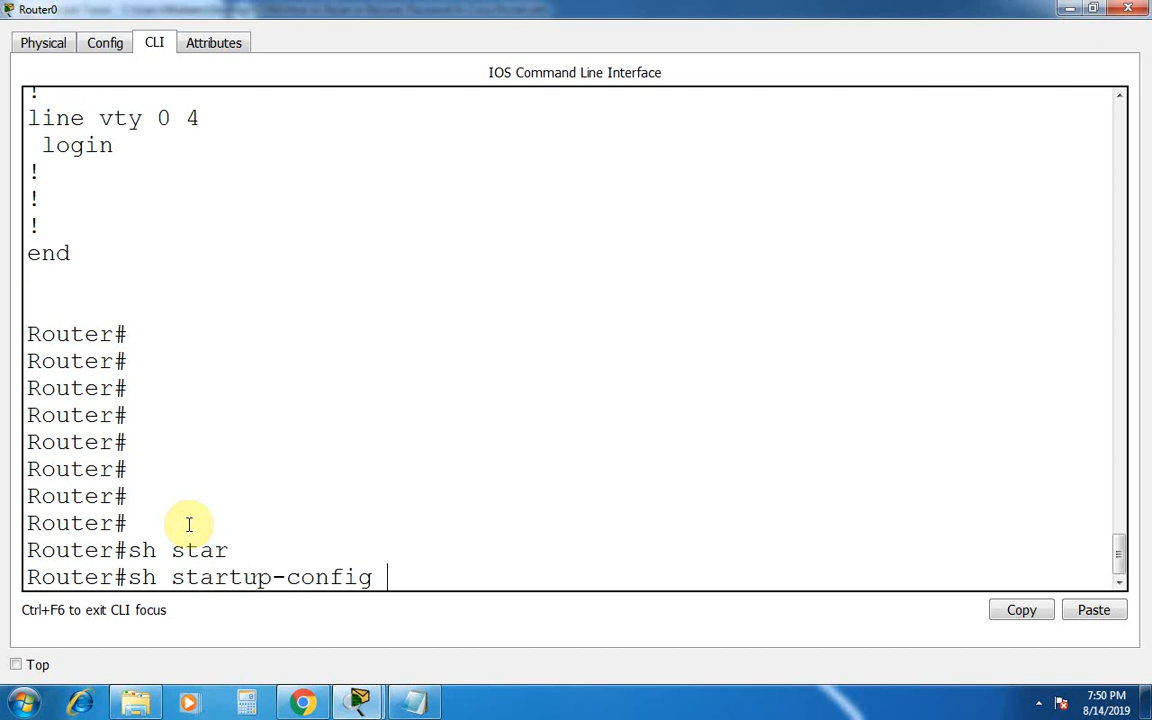 Router0
Physical
Config
CLI
Attributes
IOS Command Line Interface
!
line vty 0 4
login
!
!
!
end
Router#
Router#
Router#
Router#
Router#
Router#
Router#
Router#
Router#sh star
Router#sh startup-config
Ctrl+F6 to exit CLI focus
Copy
Paste
Top
7:50 PM
8/14/2019